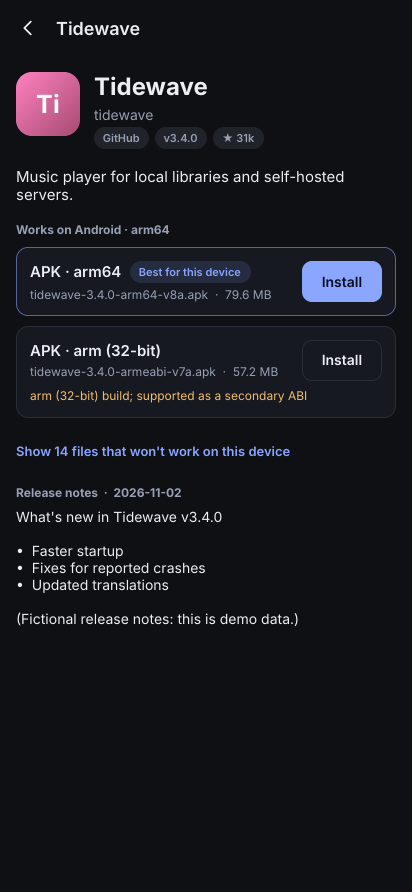 Tidewave
Ti
Tidewave
tidewave
GitHub
v3.4.0
★ 31k
Music player for local libraries and self-hosted
servers.
Works on Android · arm64
APK · arm64
Best for this device
tidewave-3.4.0-arm64-v8a.apk · 79.6 MB
Install
APK · arm (32-bit)
tidewave-3.4.0-armeabi-v7a.apk · 57.2 MB
arm (32-bit) build; supported as a secondary ABI
Install
Show 14 files that won't work on this device
Release notes · 2026-11-02
What's new in Tidewave v3.4.0
• Faster startup
• Fixes for reported crashes
• Updated translations
(Fictional release notes: this is demo data.)